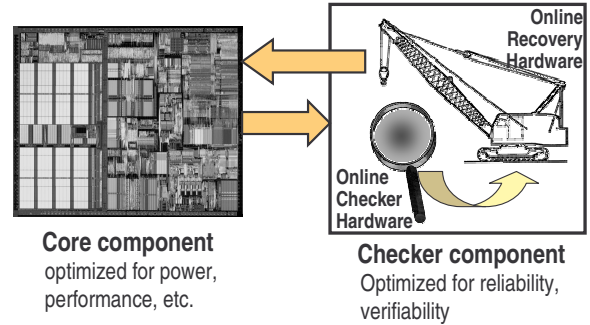 Online
Recovery
Hardware
Online
Checker
Hardware
Core component
optimized for power,
performance, etc.
Checker component
Optimized for reliability,
verifiability